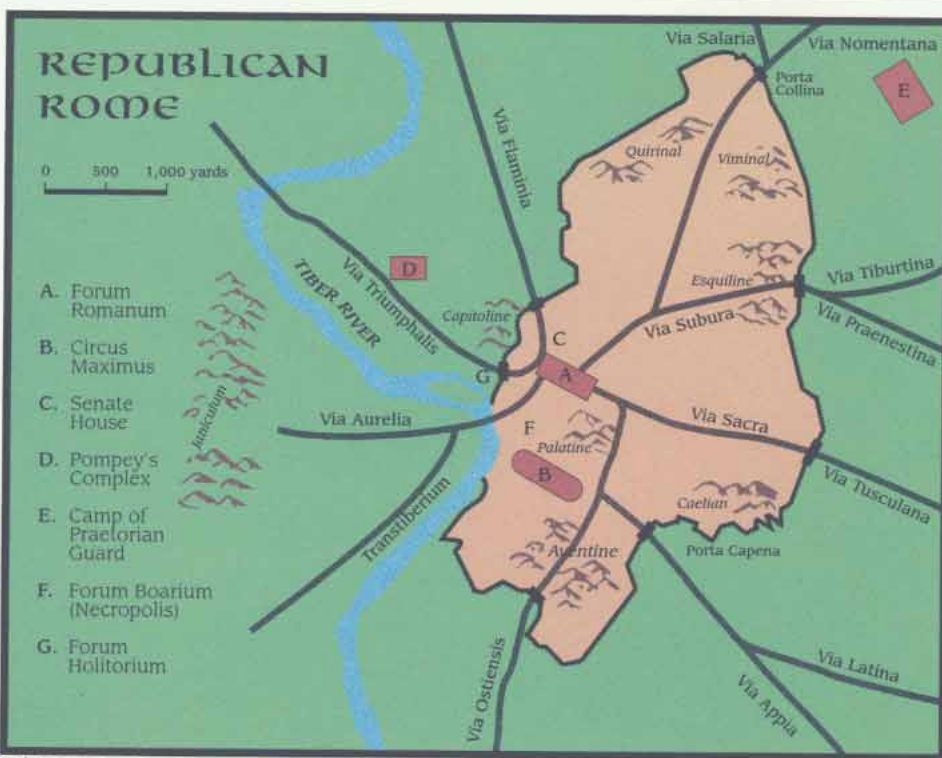 REPUBLICAN
ROME
0 500 1,000 yards
A. Forum
Romanum
B. Circus
Maximus
C. Senate
House
D. Pompey's
Complex
E. Camp of
Praetorian
Guard
F. Forum Boarium
(Necropolis)
G. Forum
Holitorium
Janiculum
TIBER RIVER
Via Triumphalis
D
Via Flaminia
Via Salaria
Via Nomentana
Porta
Collina
E
Quirinal
Viminal
Esquiline
Via Tiburtina
Via Praenestina
Via Subura
Capitoline
C
G
A
Via Aurelia
F
Palatine
B
Via Sacra
Via Tusculana
Caelian
Transtiberium
Aventine
Porta Capena
Via Ostiensis
Via Latina
Via Appia